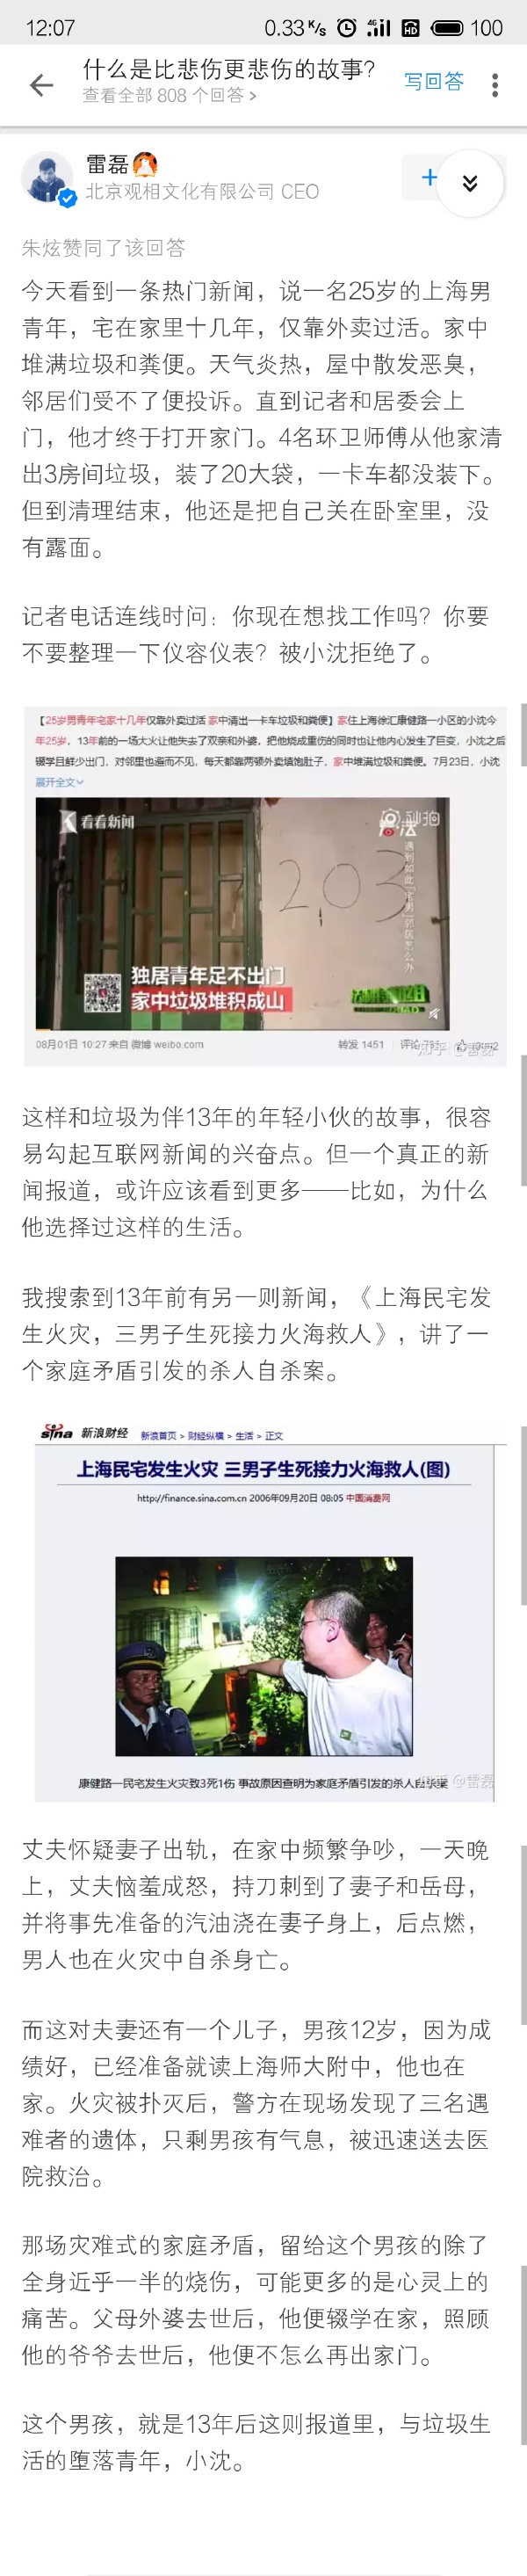 12:07
0.33 K/s
4G
HD
100
什么是比悲伤更悲伤的故事?
查看全部 808 个回答 >
写回答
雷磊
北京观相文化有限公司 CEO
+
朱炫赞同了该回答
今天看到一条热门新闻，说一名25岁的上海男
青年，宅在家里十几年，仅靠外卖过活。家中
堆满垃圾和粪便。天气炎热，屋中散发恶臭，
邻居们受不了便投诉。直到记者和居委会上
门，他才终于打开家门。4名环卫师傅从他家清
出3房间垃圾，装了20大袋，一卡车都没装下。
但到清理结束，他还是把自己关在卧室里，没
有露面。
记者电话连线时问：你现在想找工作吗？你要
不要整理一下仪容仪表？被小沈拒绝了。
【25岁男青年宅家十几年仅靠外卖过活 家中清出一卡车垃圾和粪便】家住上海徐汇康健路一小区的小沈今
年25岁，13年前的一场大火让他失去了双亲和外婆，把他烧成重伤的同时也让他内心发生了巨变，小沈之后
辍学且鲜少出门，对邻里也避而不见，每天都靠两顿外卖填饱肚子，家中堆满垃圾和粪便。7月23日，小沈
展开全文
看看新闻
秒拍
2,03
遇到如此"宅男"邻居怎么办
独居青年足不出门
家中垃圾堆积成山
08月01日 10:27 来自 微博 weibo.com
转发 1451
评论
知乎 @雷磊
这样和垃圾为伴13年的年轻小伙的故事，很容
易勾起互联网新闻的兴奋点。但一个真正的新
闻报道，或许应该看到更多——比如，为什么
他选择过这样的生活。
我搜索到13年前有另一则新闻，《上海民宅发
生火灾，三男子生死接力火海救人》，讲了一
个家庭矛盾引发的杀人自杀案。
sina 新浪财经 新浪首页 > 财经纵横 > 生活 > 正文
上海民宅发生火灾 三男子生死接力火海救人(图)
http://finance.sina.com.cn 2006年09月20日 08:05 中国消费网
康健路一民宅发生火灾致3死1伤 事故原因查明为家庭矛盾引发的杀人自杀案
知乎 @雷磊
丈夫怀疑妻子出轨，在家中频繁争吵，一天晚
上，丈夫恼羞成怒，持刀刺到了妻子和岳母，
并将事先准备的汽油浇在妻子身上，后点燃，
男人也在火灾中自杀身亡。
而这对夫妻还有一个儿子，男孩12岁，因为成
绩好，已经准备就读上海师大附中，他也在
家。火灾被扑灭后，警方在现场发现了三名遇
难者的遗体，只剩男孩有气息，被迅速送去医
院救治。
那场灾难式的家庭矛盾，留给这个男孩的除了
全身近乎一半的烧伤，可能更多的是心灵上的
痛苦。父母外婆去世后，他便辍学在家，照顾
他的爷爷去世后，他便不怎么再出家门。
这个男孩，就是13年后这则报道里，与垃圾生
活的堕落青年，小沈。